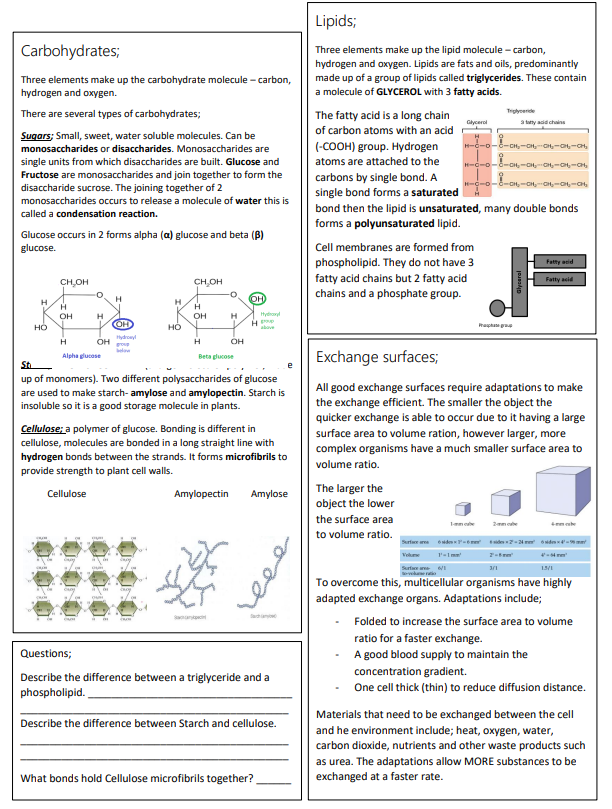 Carbohydrates;
Three elements make up the carbohydrate molecule – carbon,
hydrogen and oxygen.
There are several types of carbohydrates;
Sugars; Small, sweet, water soluble molecules. Can be
monosaccharides or disaccharides. Monosaccharides are
single units from which disaccharides are built. Glucose and
Fructose are monosaccharides and join together to form the
disaccharide sucrose. The joining together of 2
monosaccharides occurs to release a molecule of water this is
called a condensation reaction.
Glucose occurs in 2 forms alpha (α) glucose and beta (β)
glucose.
CH₂OH
CH₂OH
H O H
H O OH
H
H
OH H
OH H
HO OH
HO H
H OH
H OH
Hydroxyl
group
below
Hydroxyl
group
above
Alpha glucose
Beta glucose
up of monomers). Two different polysaccharides of glucose
are used to make starch- amylose and amylopectin. Starch is
insoluble so it is a good storage molecule in plants.
Cellulose; a polymer of glucose. Bonding is different in
cellulose, molecules are bonded in a long straight line with
hydrogen bonds between the strands. It forms microfibrils to
provide strength to plant cell walls.
Cellulose Amylopectin Amylose
Starch (amylopectin)
Starch (amylose)
Questions;
Describe the difference between a triglyceride and a
phospholipid.
Describe the difference between Starch and cellulose.
What bonds hold Cellulose microfibrils together?
Lipids;
Three elements make up the lipid molecule – carbon,
hydrogen and oxygen. Lipids are fats and oils, predominantly
made up of a group of lipids called triglycerides. These contain
a molecule of GLYCEROL with 3 fatty acids.
The fatty acid is a long chain
of carbon atoms with an acid
(-COOH) group. Hydrogen
atoms are attached to the
carbons by single bond. A
single bond forms a saturated
bond then the lipid is unsaturated, many double bonds
forms a polyunsaturated lipid.
Triglyceride
Glycerol 3 fatty acid chains
H
H—C—O—C—CH₂—CH₂—CH₂—CH₂—CH₃
H—C—O—C—CH₂—CH₂—CH₂—CH₂—CH₃
H—C—O—C—CH₂—CH₂—CH₂—CH₂—CH₃
H
Cell membranes are formed from
phospholipid. They do not have 3
fatty acid chains but 2 fatty acid
chains and a phosphate group.
Glycerol
Fatty acid
Fatty acid
Phosphate group
Exchange surfaces;
All good exchange surfaces require adaptations to make
the exchange efficient. The smaller the object the
quicker exchange is able to occur due to it having a large
surface area to volume ration, however larger, more
complex organisms have a much smaller surface area to
volume ratio.
The larger the
object the lower
the surface area
to volume ratio.
1-mm cube 2-mm cube 4-mm cube
Surface area 6 sides × 1² = 6 mm² 6 sides × 2² = 24 mm² 6 sides × 4² = 96 mm²
Volume 1³ = 1 mm³ 2³ = 8 mm³ 4³ = 64 mm³
Surface area-to-volume ratio 6/1 3/1 1.5/1
To overcome this, multicellular organisms have highly
adapted exchange organs. Adaptations include;
- Folded to increase the surface area to volume
ratio for a faster exchange.
- A good blood supply to maintain the
concentration gradient.
- One cell thick (thin) to reduce diffusion distance.
Materials that need to be exchanged between the cell
and he environment include; heat, oxygen, water,
carbon dioxide, nutrients and other waste products such
as urea. The adaptations allow MORE substances to be
exchanged at a faster rate.